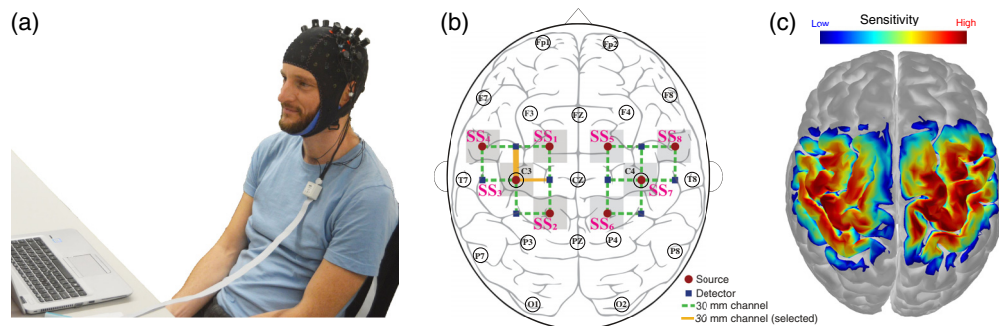 (a)
(b)
(c)
Low
Sensitivity
High
Fp1
Fp2
F7
F3
FZ
F4
F8
SS4
SS1
SS5
SS8
T7
C3
CZ
C4
T8
SS3
SS7
SS2
SS6
P7
P3
PZ
P4
P8
O1
O2
Source
Detector
30 mm channel
30 mm channel (selected)